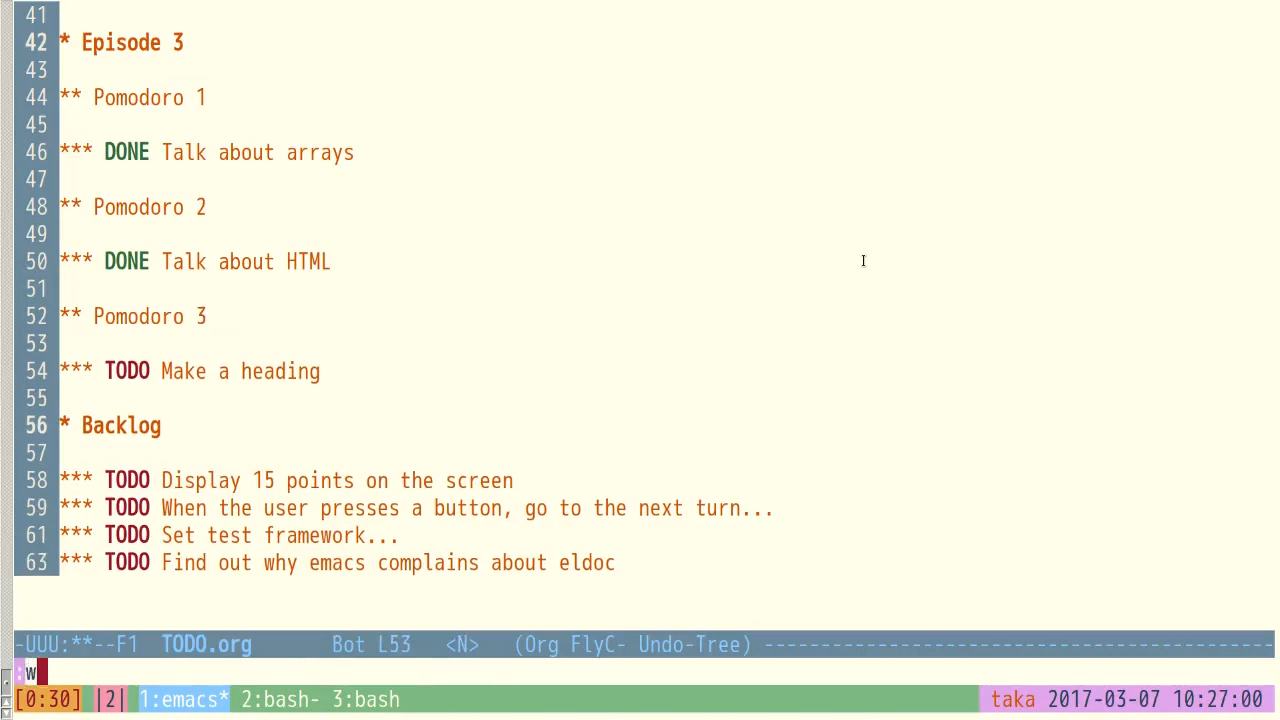 41
42 * Episode 3
43
44 ** Pomodoro 1
45
46 *** DONE Talk about arrays
47
48 ** Pomodoro 2
49
50 *** DONE Talk about HTML
51
52 ** Pomodoro 3
53
54 *** TODO Make a heading
55
56 * Backlog
57
58 *** TODO Display 15 points on the screen
59 *** TODO When the user presses a button, go to the next turn...
61 *** TODO Set test framework...
63 *** TODO Find out why emacs complains about eldoc
-UUU:**--F1 TODO.org Bot L53 <N> (Org FlyC- Undo-Tree) ----------------------------------------------
:w
[0:30] |2| 1:emacs* 2:bash- 3:bash taka 2017-03-07 10:27:00